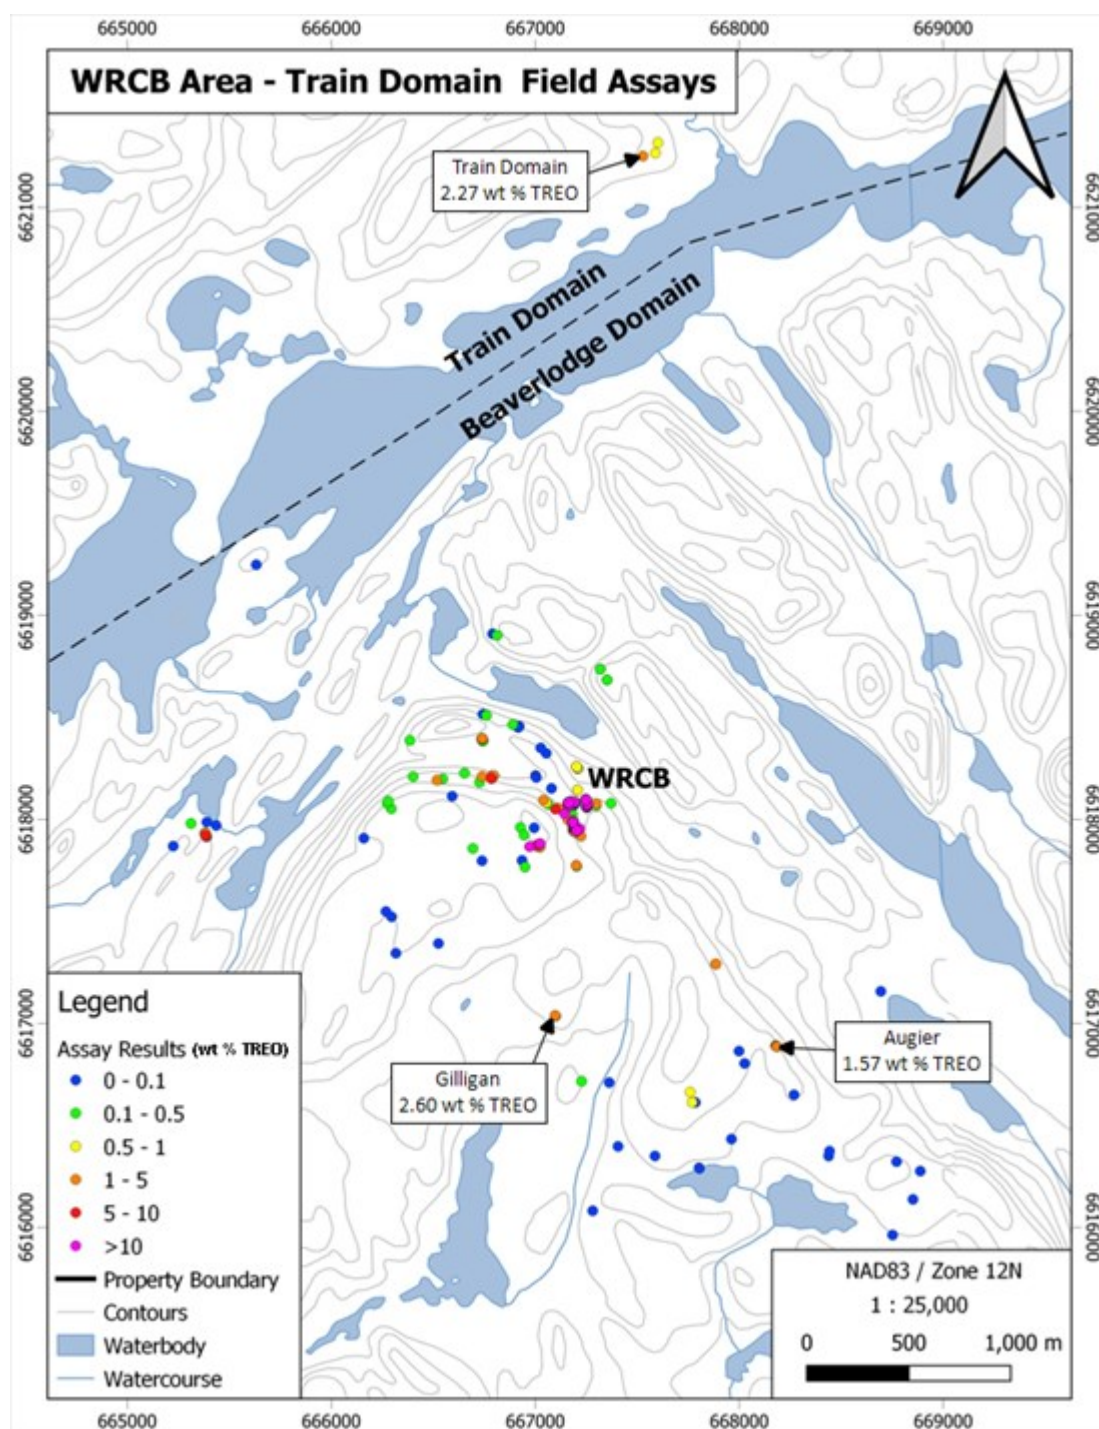 665000 666000 667000 668000 669000
WRCB Area - Train Domain Field Assays
Train Domain
2.27 wt % TREO
6621000
6621000
Train Domain
Beaverlodge Domain
6620000
6620000
6619000
6619000
WRCB
6618000
6618000
6617000
6617000
Gilligan
2.60 wt % TREO
Augier
1.57 wt % TREO
6616000
6616000
Legend
Assay Results (wt % TREO)
0 - 0.1
0.1 - 0.5
0.5 - 1
1 - 5
5 - 10
>10
Property Boundary
Contours
Waterbody
Watercourse
NAD83 / Zone 12N
1 : 25,000
0 500 1,000 m
665000 666000 667000 668000 669000